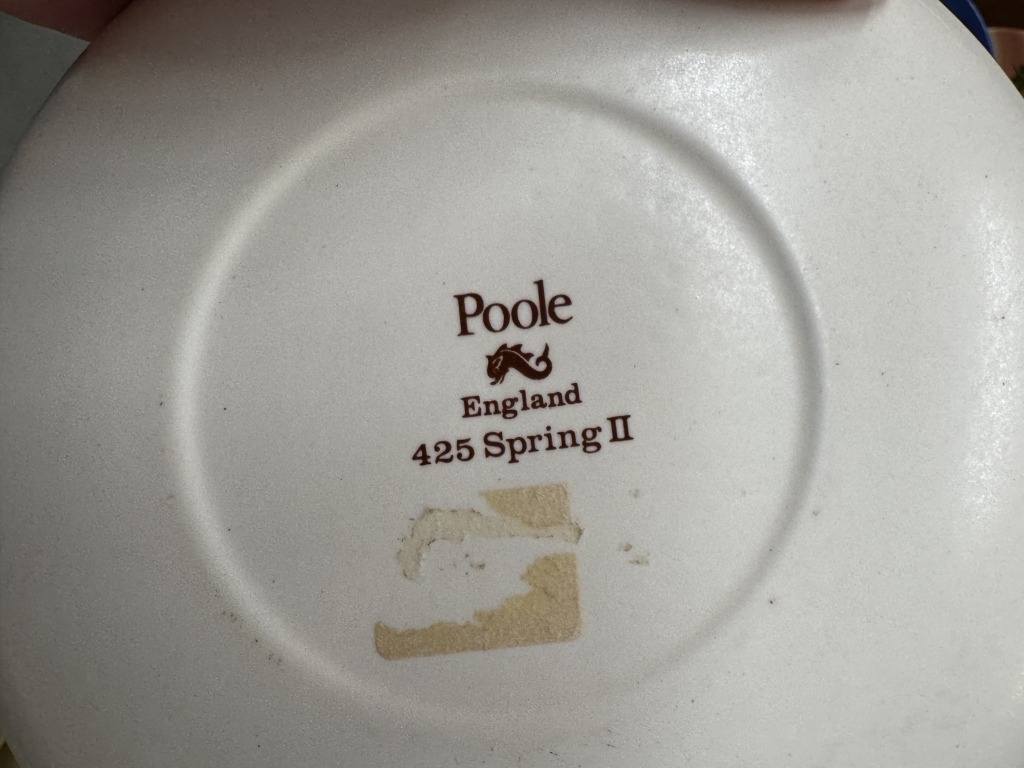 Poole
England
425 Spring II